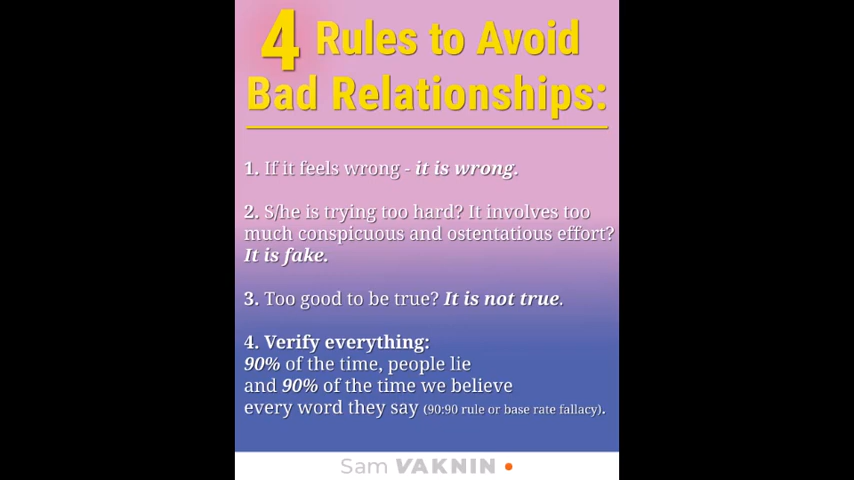 4 Rules to Avoid
Bad Relationships:
1. If it feels wrong - it is wrong.
2. S/he is trying too hard? It involves too
much conspicuous and ostentatious effort?
It is fake.
3. Too good to be true? It is not true.
4. Verify everything:
90% of the time, people lie
and 90% of the time we believe
every word they say (90:90 rule or base rate fallacy).
Sam VAKNIN